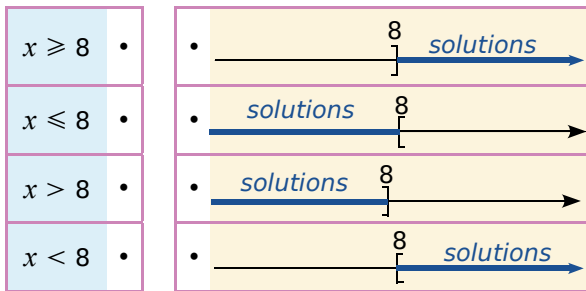 x ⩾ 8 • • 8 solutions
x ⩽ 8 • • solutions 8
x > 8 • • solutions 8
x < 8 • • 8 solutions